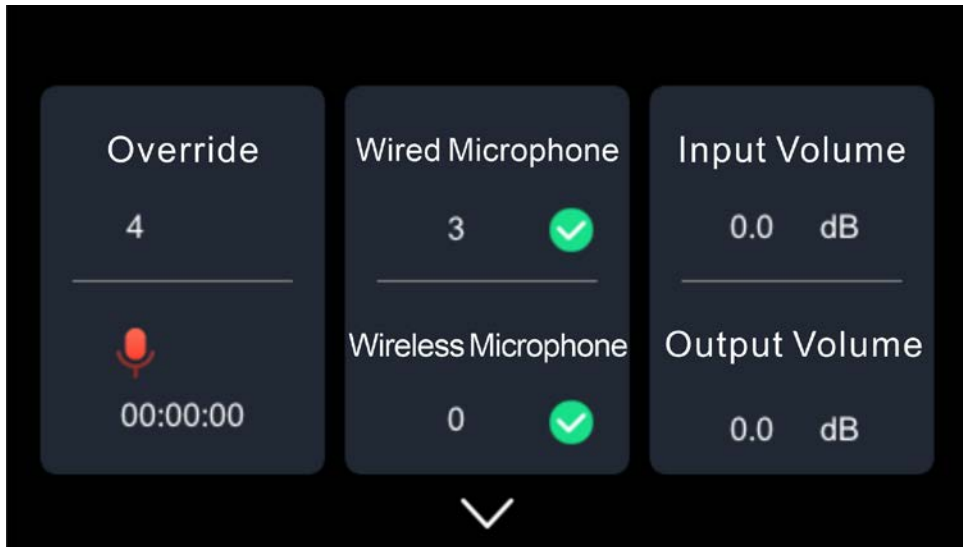 Override
4
00:00:00
Wired Microphone
3
Wireless Microphone
0
Input Volume
0.0 dB
Output Volume
0.0 dB